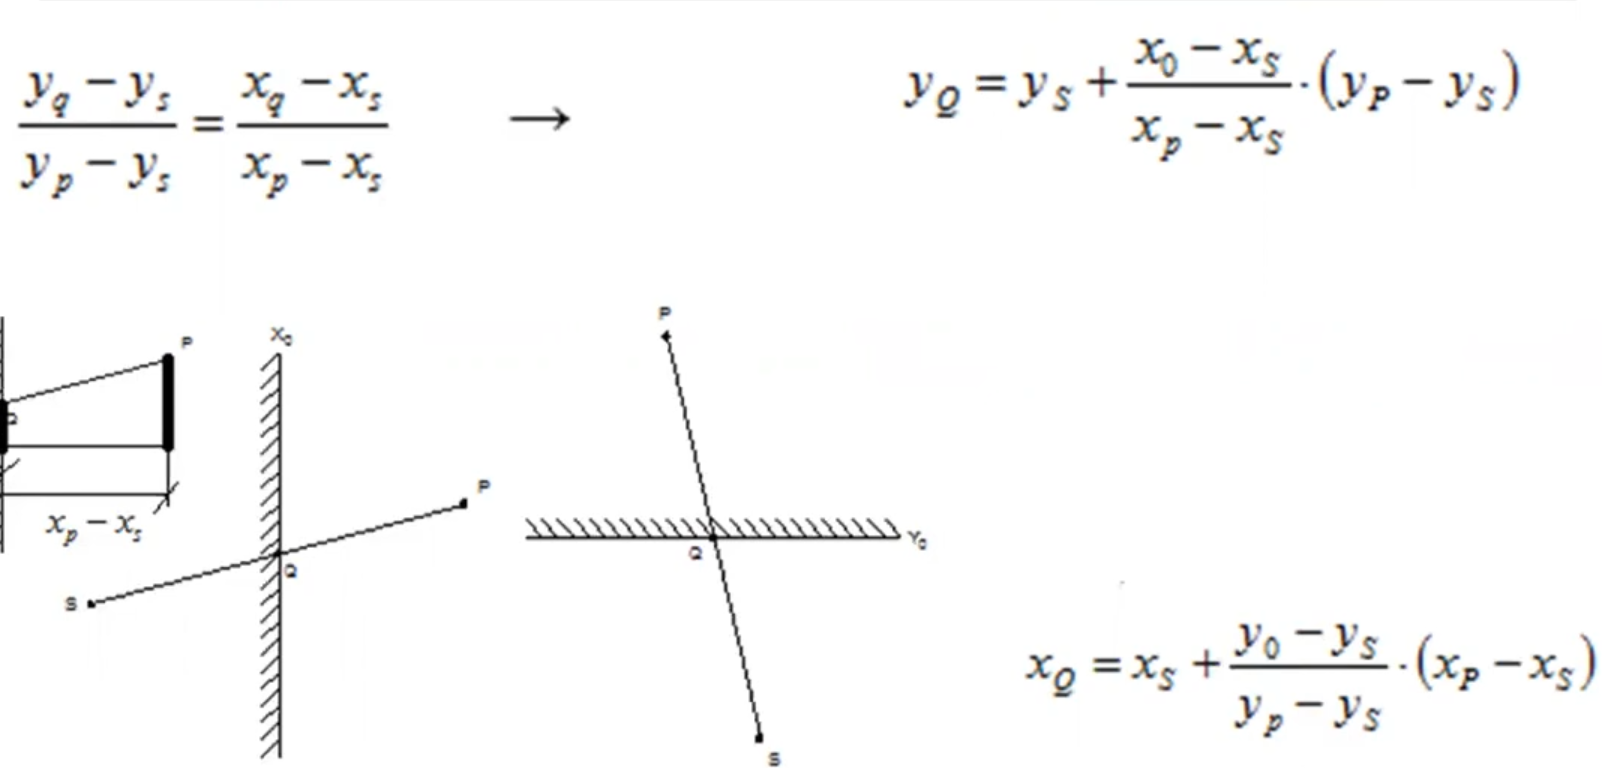 (y_q − y_s)/(y_p − y_s) = (x_q − x_s)/(x_p − x_s) →
y_Q = y_S + (x_0 − x_S)/(x_p − x_S) · (y_P − y_S)
P
Q
x_p − x_s
X_0
P
Q
S
P
Q
Y_0
S
x_Q = x_S + (y_0 − y_S)/(y_p − y_S) · (x_P − x_S)